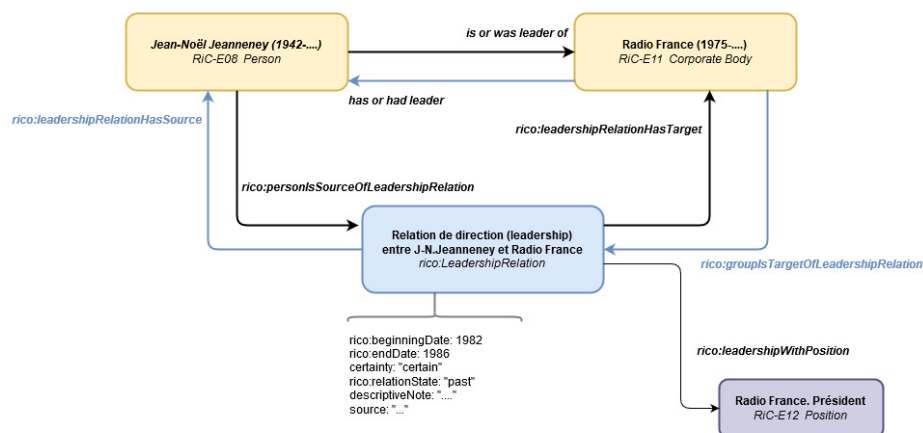 is or was leader of
Jean-Noël Jeanneney (1942-....)
RiC-E08 Person
Radio France (1975-....)
RiC-E11 Corporate Body
has or had leader
rico:leadershipRelationHasSource
rico:leadershipRelationHasTarget
rico:personIsSourceOfLeadershipRelation
Relation de direction (leadership)
entre J-N.Jeanneney et Radio France
rico:LeadershipRelation
rico:groupIsTargetOfLeadershipRelation
rico:beginningDate: 1982
rico:endDate: 1986
certainty: "certain"
rico:relationState: "past"
descriptiveNote: "...."
source: "..."
rico:leadershipWithPosition
Radio France. Président
RiC-E12 Position